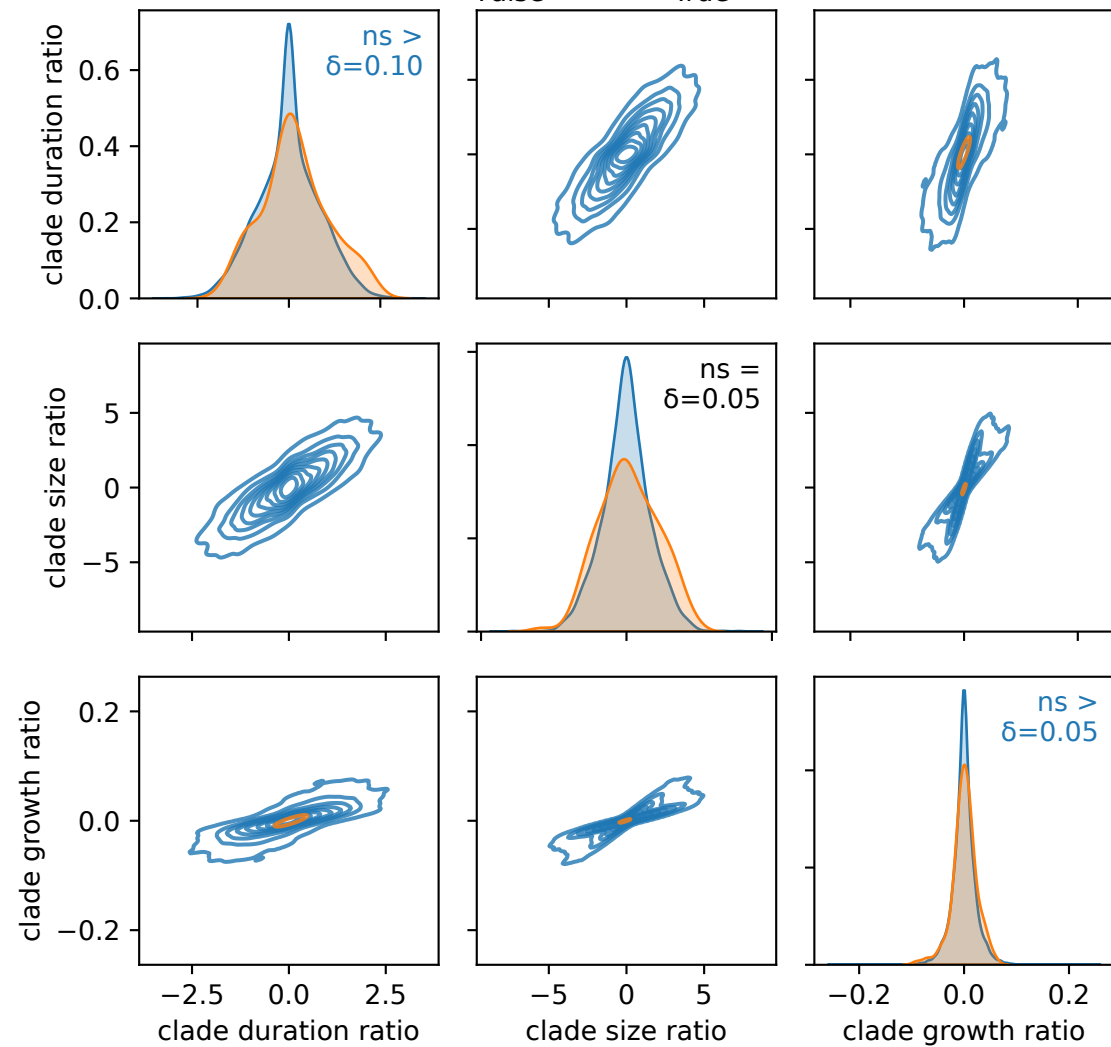 clade duration ratio
0.6
0.4
0.2
0.0
ns >
δ=0.10
clade size ratio
5
0
−5
ns =
δ=0.05
clade growth ratio
0.2
0.0
−0.2
ns >
δ=0.05
−2.5 0.0 2.5
clade duration ratio
−5 0 5
clade size ratio
−0.2 0.0
clade growth ratio